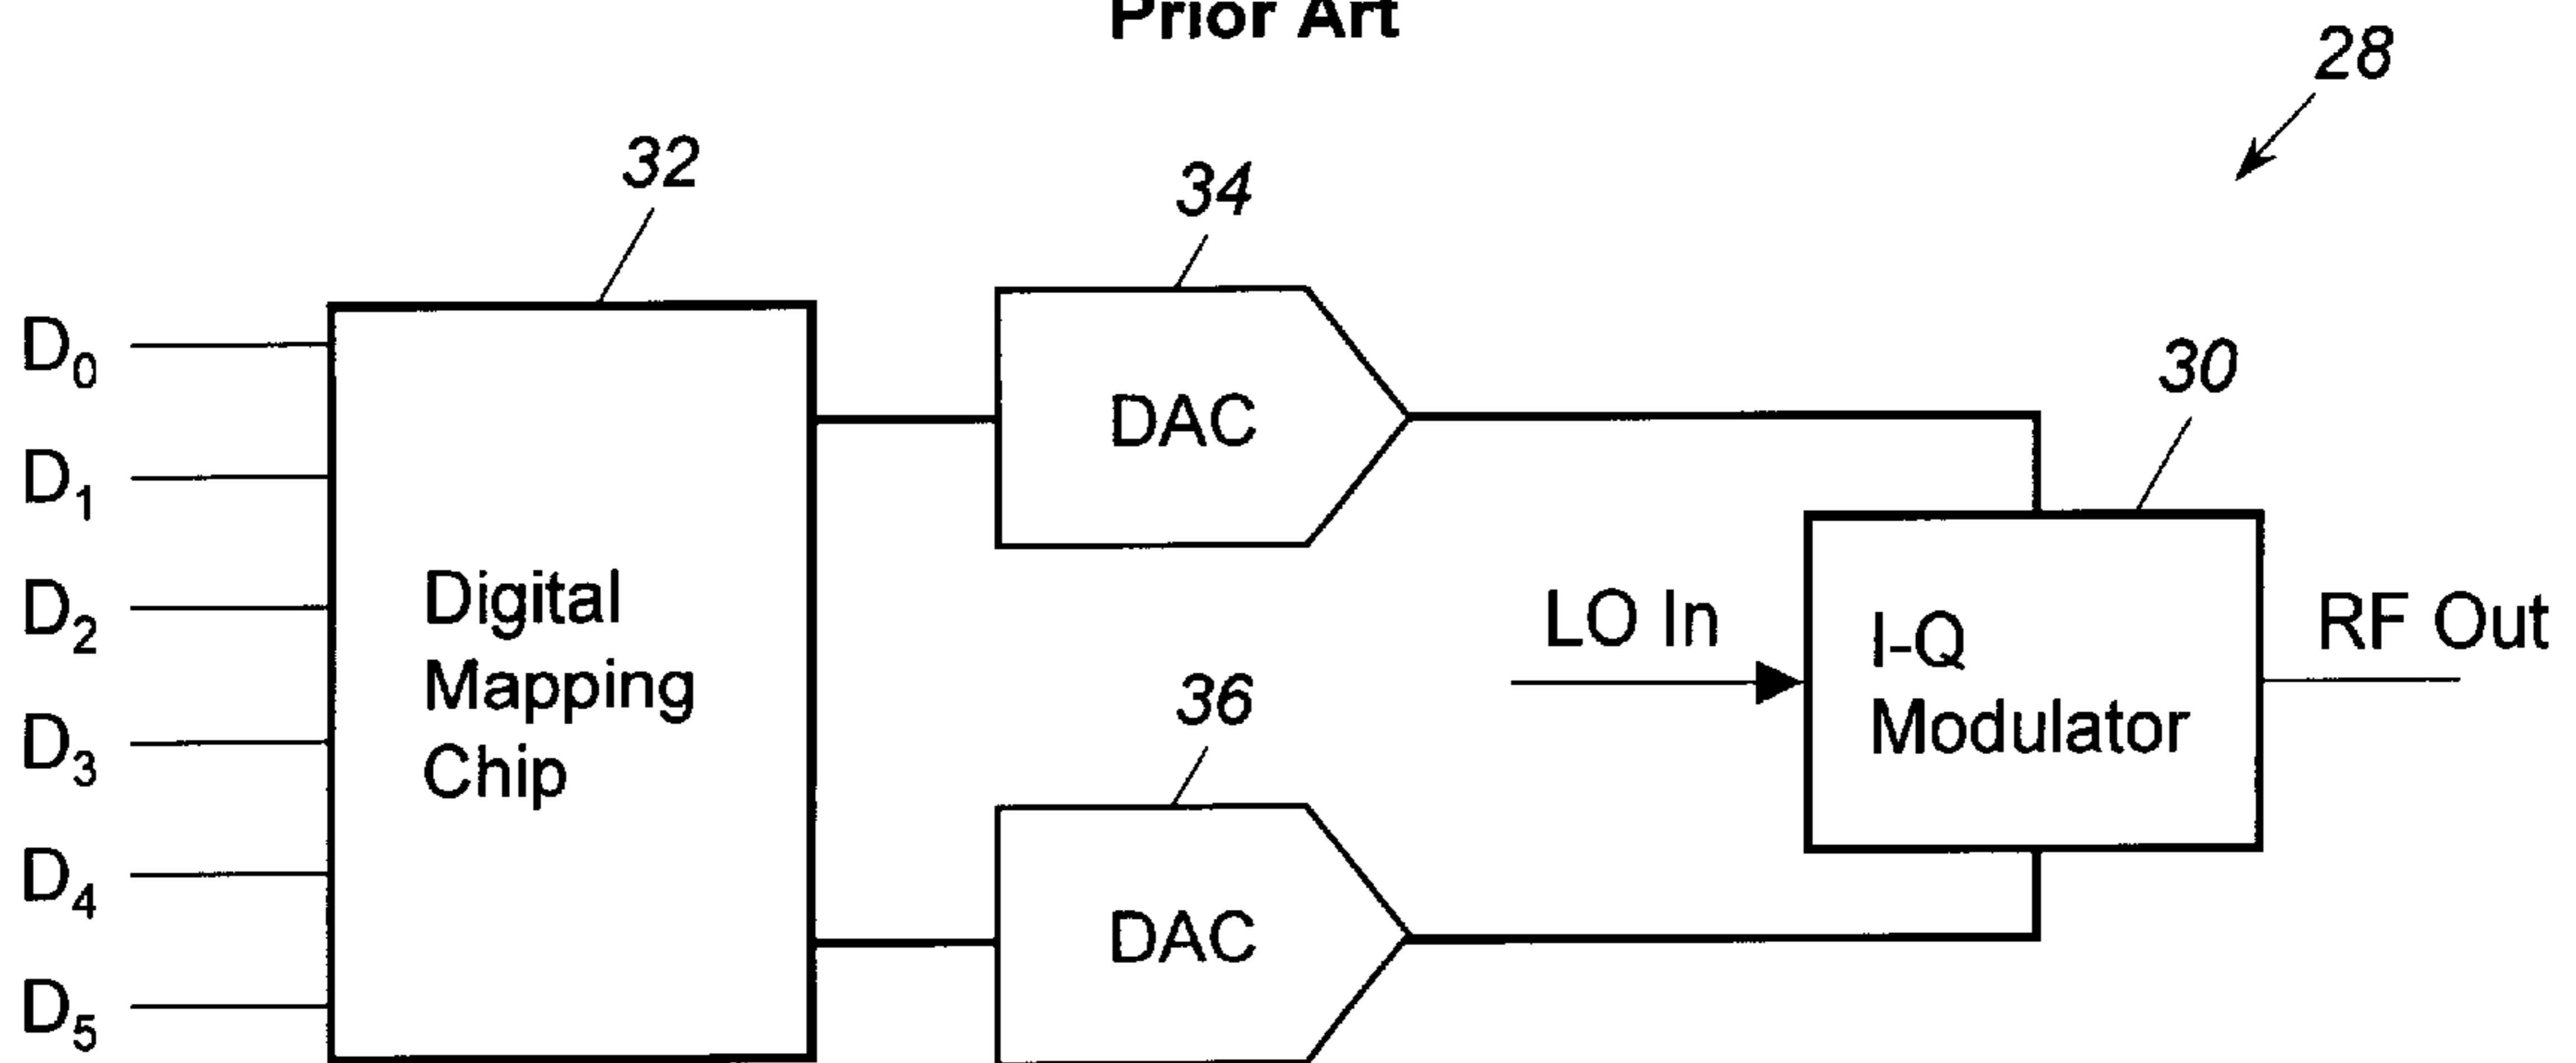 Prior Art
28
32
34
30
D0
D1
D2
D3
D4
D5
Digital
Mapping
Chip
DAC
LO In
I-Q
Modulator
RF Out
36
DAC